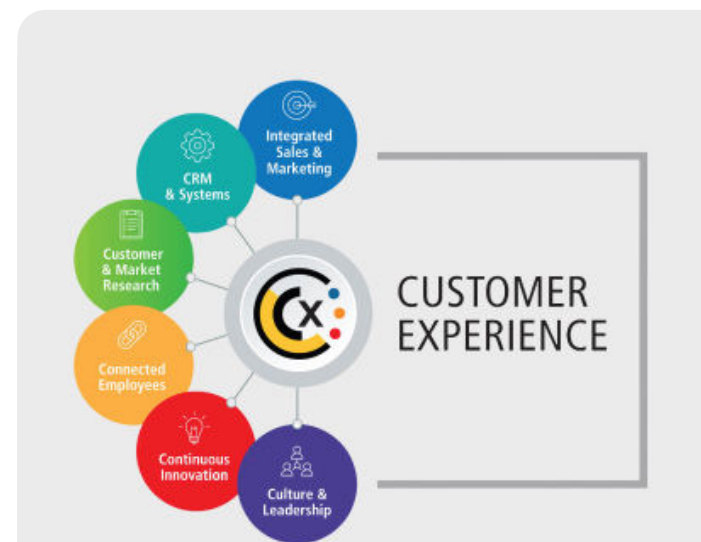 Integrated
Sales &
Marketing
CRM
& Systems
Customer
& Market
Research
Connected
Employees
Continuous
Innovation
Culture &
Leadership
Cx
CUSTOMER
EXPERIENCE